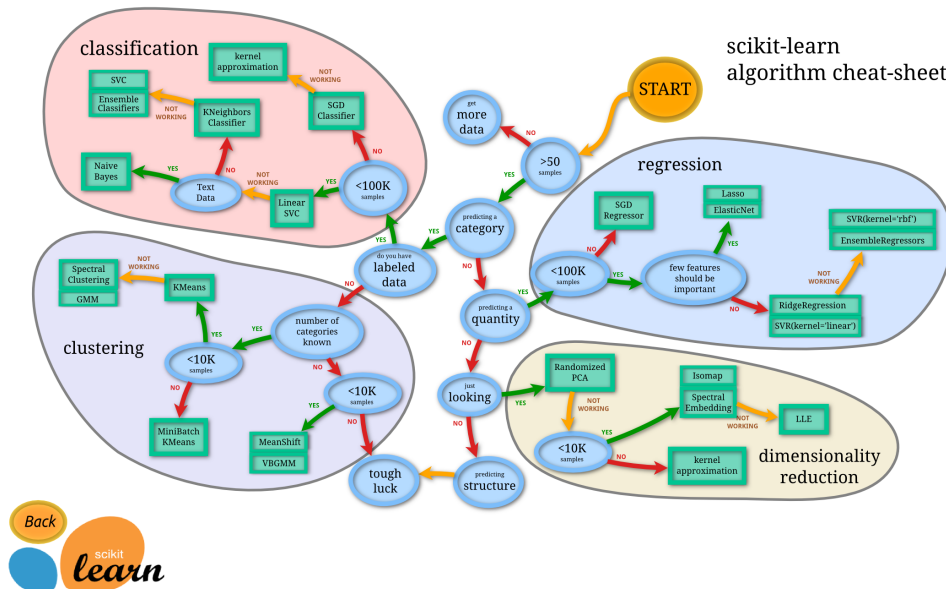 scikit-learn
algorithm cheat-sheet
START
classification
kernel
approximation
NOT
WORKING
SVC
Ensemble
Classifiers
NOT
WORKING
KNeighbors
Classifier
SGD
Classifier
NO
YES
NO
Naive
Bayes
YES
Text
Data
NOT
WORKING
Linear
SVC
YES
<100K
samples
get
more
data
NO
>50
samples
YES
predicting a
category
YES
NO
YES
do you have
labeled
data
NO
predicting a
quantity
YES
NO
just
looking
YES
NO
predicting
structure
tough
luck
regression
SGD
Regressor
Lasso
ElasticNet
SVR(kernel='rbf')
EnsembleRegressors
NO
YES
<100K
samples
YES
few features
should be
important
NOT
WORKING
NO
RidgeRegression
SVR(kernel='linear')
clustering
Spectral
Clustering
GMM
NOT
WORKING
KMeans
YES
number of
categories
known
YES
NO
<10K
samples
NO
MiniBatch
KMeans
<10K
samples
YES
NO
MeanShift
VBGMM
Randomized
PCA
NOT
WORKING
Isomap
Spectral
Embedding
YES
NOT
WORKING
LLE
<10K
samples
NO
kernel
approximation
dimensionality
reduction
Back
scikit
learn